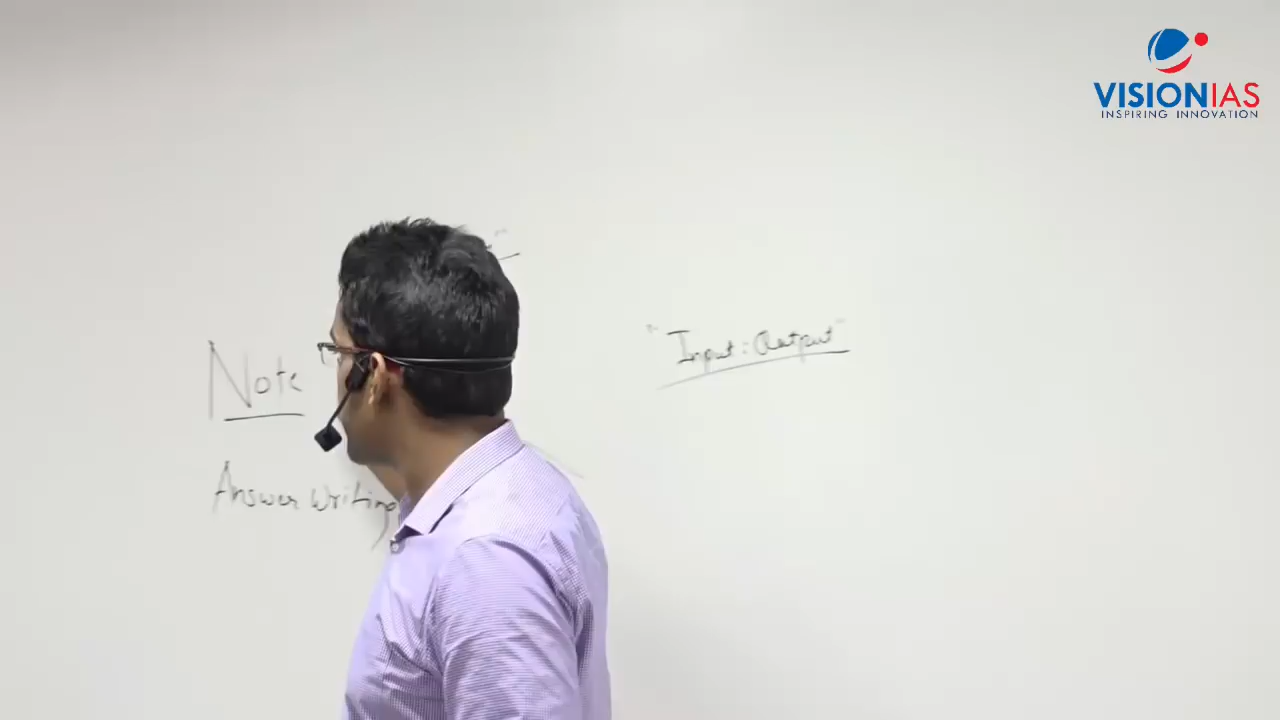 VISIONIAS
INSPIRING INNOVATION
"Input : Output"
Note
Answer Writing